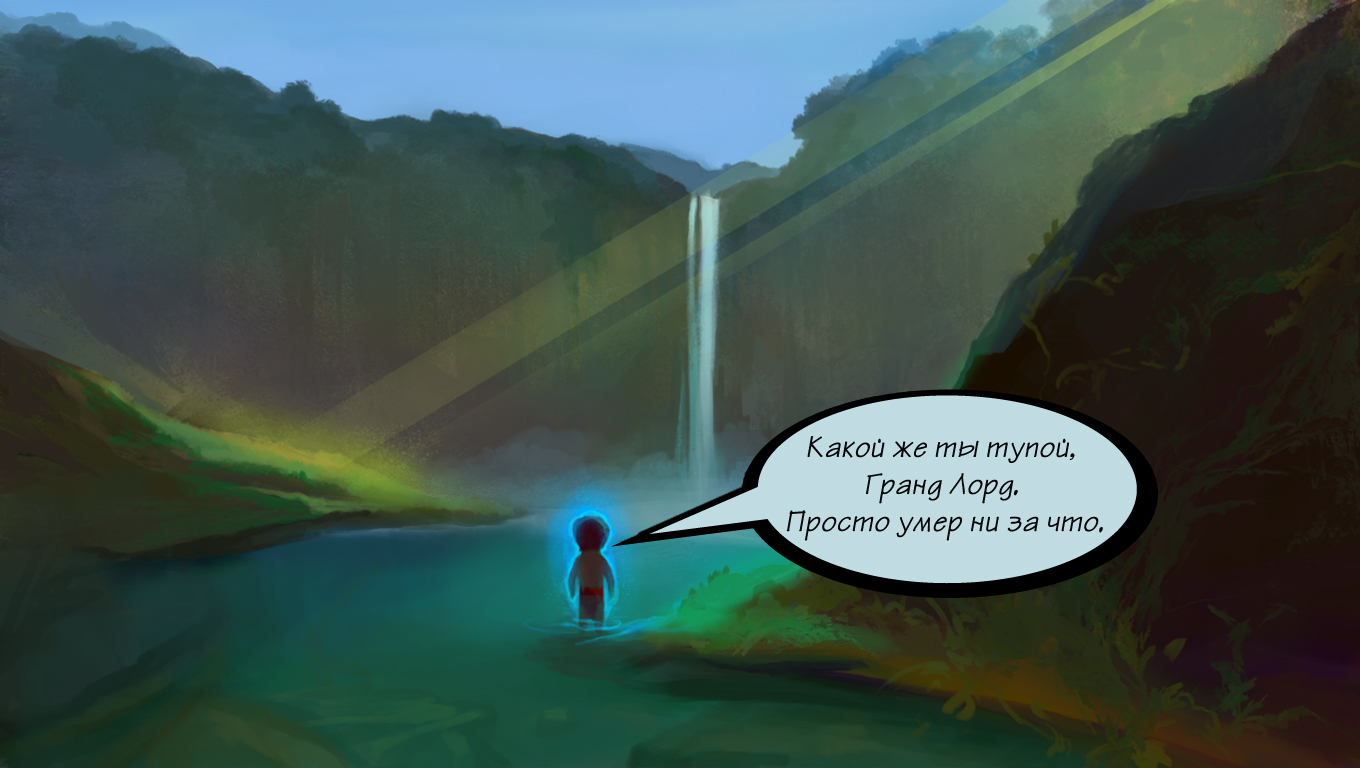 Какой же ты тупой,
Гранд Лорд.
Просто умер ни за что.